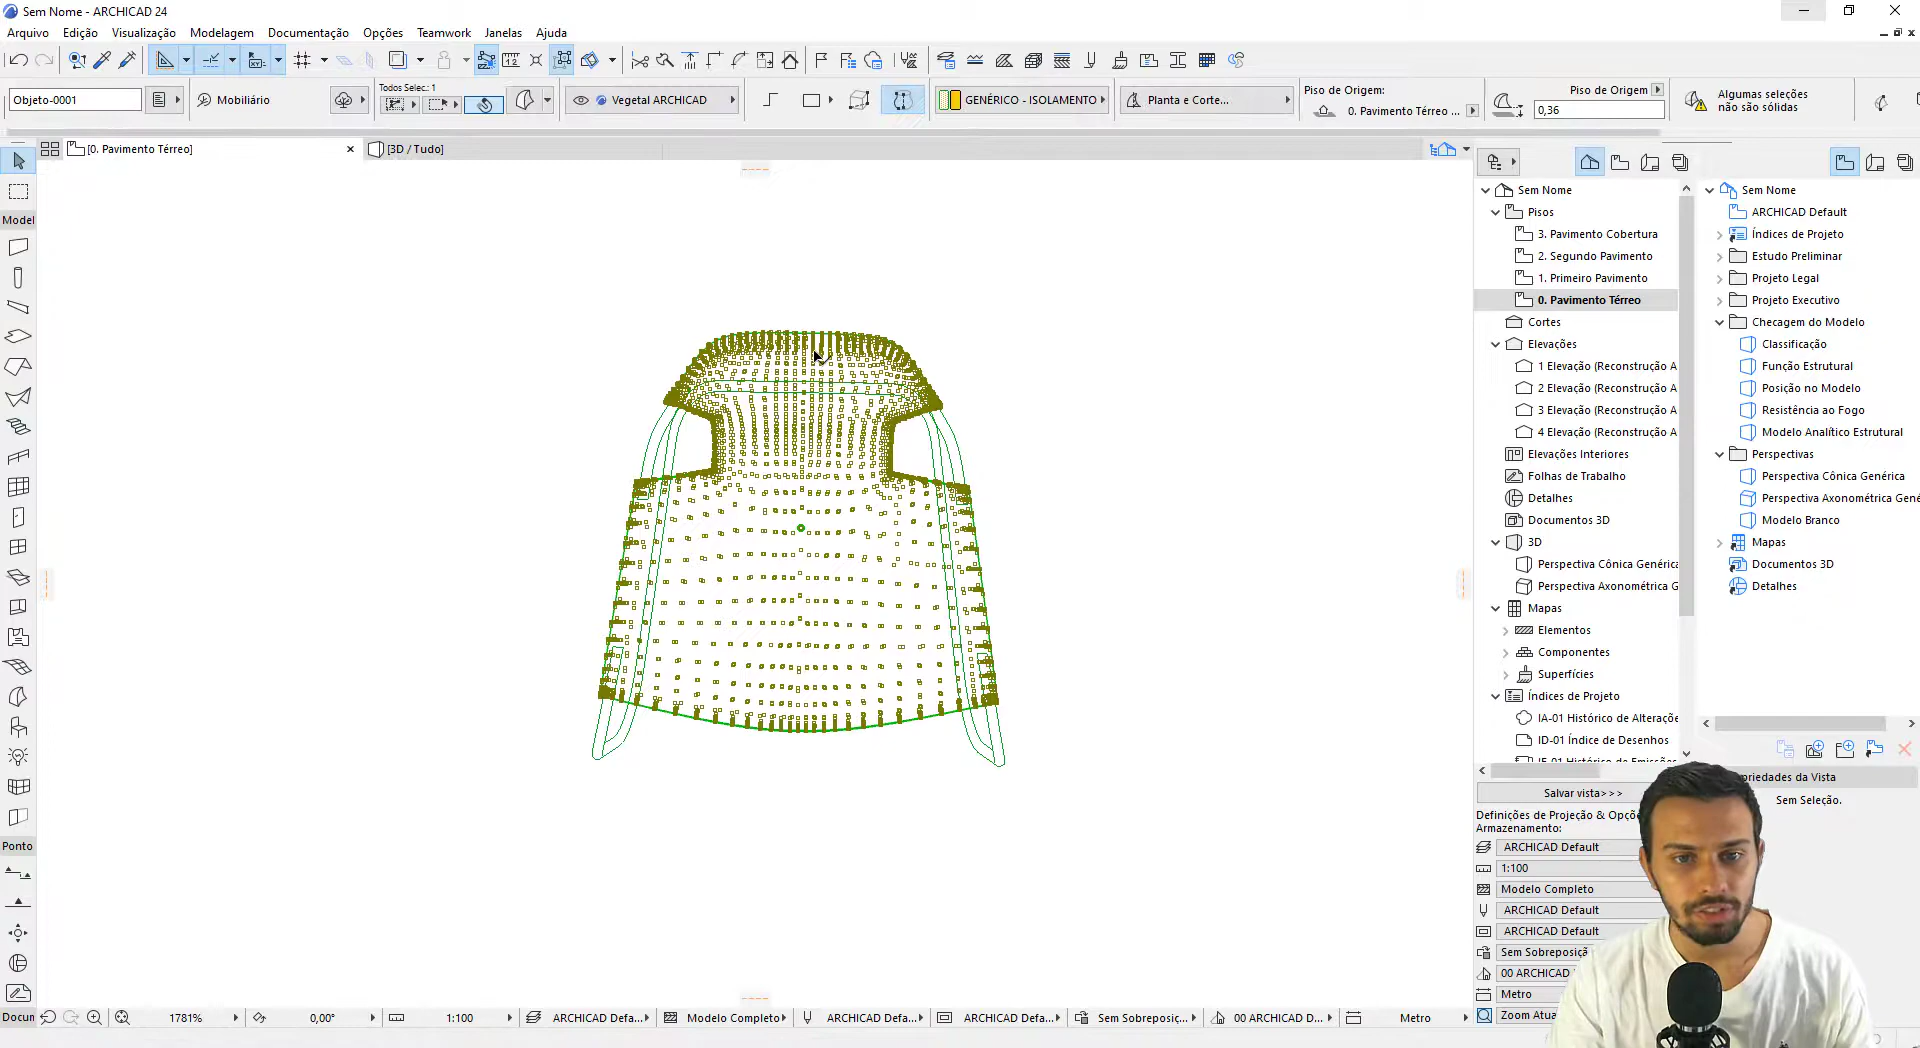 Sem Nome - ARCHICAD 24
Arquivo Edição Visualização Modelagem Documentação Opções Teamwork Janelas Ajuda
Todos Selec.: 1
Objeto-0001
Mobiliário
Vegetal ARCHICAD
GENÉRICO - ISOLAMENTO
Planta e Corte...
Piso de Origem:
0. Pavimento Térreo ...
Piso de Origem
0,36
Algumas seleções
não são sólidas
[0. Pavimento Térreo]
[3D / Tudo]
Model
Ponto
Docun
Sem Nome
Pisos
3. Pavimento Cobertura
2. Segundo Pavimento
1. Primeiro Pavimento
0. Pavimento Térreo
Cortes
Elevações
1 Elevação (Reconstrução A
2 Elevação (Reconstrução A
3 Elevação (Reconstrução A
4 Elevação (Reconstrução A
Elevações Interiores
Folhas de Trabalho
Detalhes
Documentos 3D
3D
Perspectiva Cônica Genérica
Perspectiva Axonométrica G
Mapas
Elementos
Componentes
Superfícies
Índices de Projeto
IA-01 Histórico de Alteraçõe
ID-01 Índice de Desenhos
IE-01 Histórico de Emissões
Sem Nome
ARCHICAD Default
Índices de Projeto
Estudo Preliminar
Projeto Legal
Projeto Executivo
Checagem do Modelo
Classificação
Função Estrutural
Posição no Modelo
Resistência ao Fogo
Modelo Analítico Estrutural
Perspectivas
Perspectiva Cônica Genérica
Perspectiva Axonométrica Gené
Modelo Branco
Mapas
Documentos 3D
Detalhes
Salvar vista>>>
opriedades da Vista
Sem Seleção.
Definições de Projeção & Opçõ
Armazenamento:
ARCHICAD Default
1:100
Modelo Completo
ARCHICAD Default
ARCHICAD Default
Sem Sobreposiçã
00 ARCHICAD
Metro
Zoom Atua
1781%
0,00°
1:100
ARCHICAD Defa...
Modelo Completo
ARCHICAD Defa...
ARCHICAD Defa...
Sem Sobreposiç...
00 ARCHICAD D...
Metro